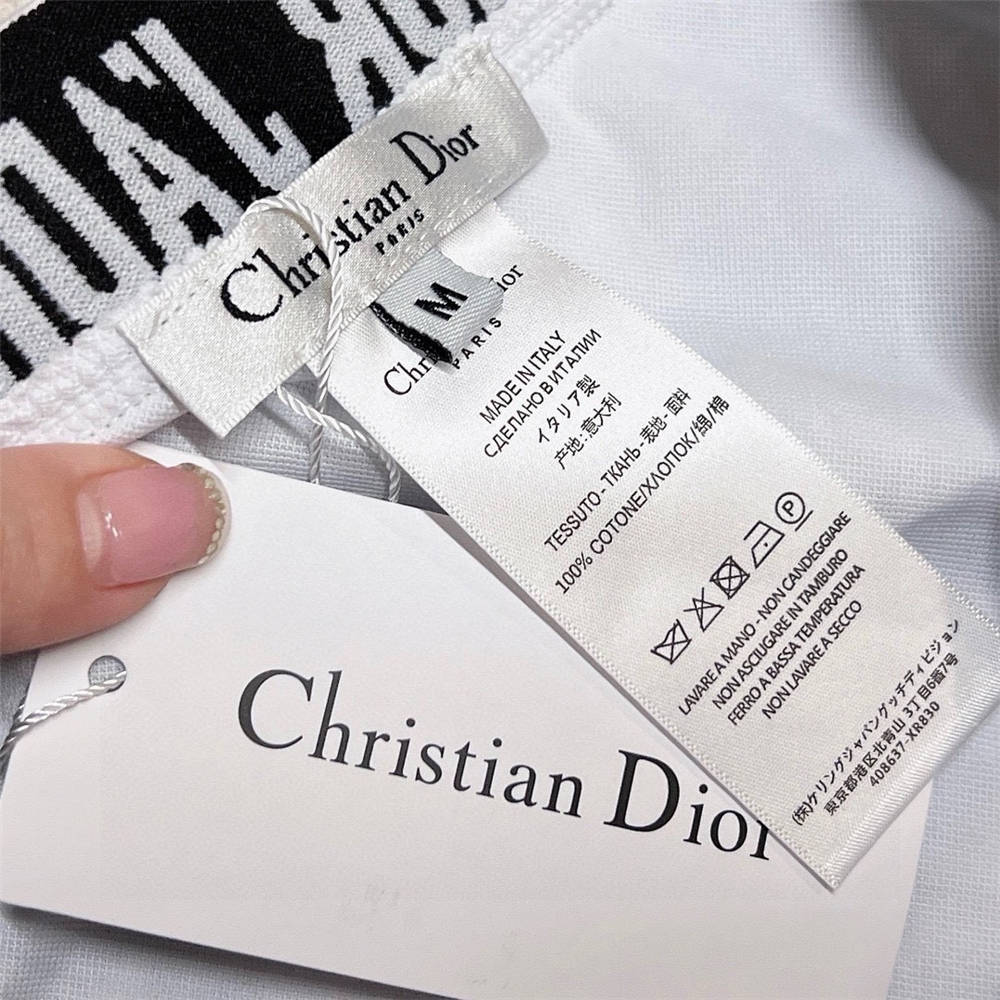 Christian Dior
PARIS
M
PARIS
MADE IN ITALY
СДЕЛАНО В ИТАЛИИ
イタリア製
产地:意大利
TESSUTO - ТКАНЬ - 表地 - 面料
100% COTONE/ХЛОПОК/綿/棉
P
LAVARE A MANO - NON CANDEGGIARE
NON ASCIUGARE IN TAMBURO
FERRO A BASSA TEMPERATURA
NON LAVARE A SECCO
(株)ケリングジャパングッチディビジョン
東京都港区北青山 3丁目6番7号
408637-XR830
Christian Dior